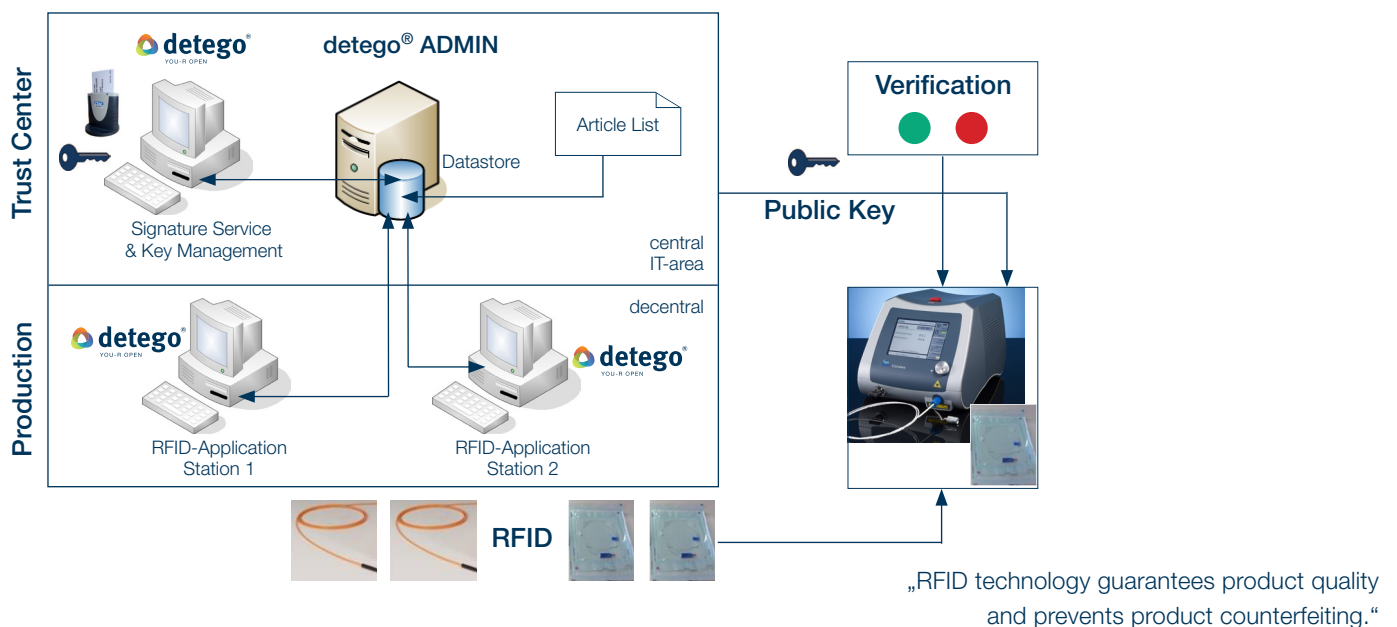 Trust Center
detego®
YOU-R OPEN
detego® ADMIN
Article List
Datastore
Signature Service
& Key Management
central
IT-area
Verification
Public Key
Production
decentral
detego®
YOU-R OPEN
detego®
YOU-R OPEN
RFID-Application
Station 1
RFID-Application
Station 2
RFID
„RFID technology guarantees product quality
and prevents product counterfeiting.“